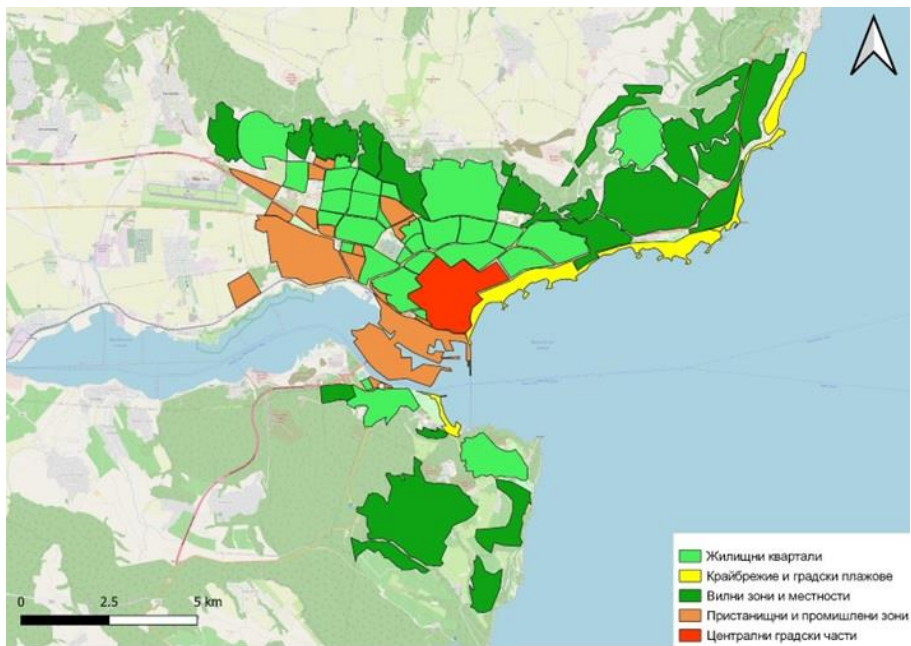 Жилищни квартали
Крайбрежие и градски плажове
Вилни зони и местности
Пристанищни и промишлени зони
Централни градски части
0 2.5 5 km